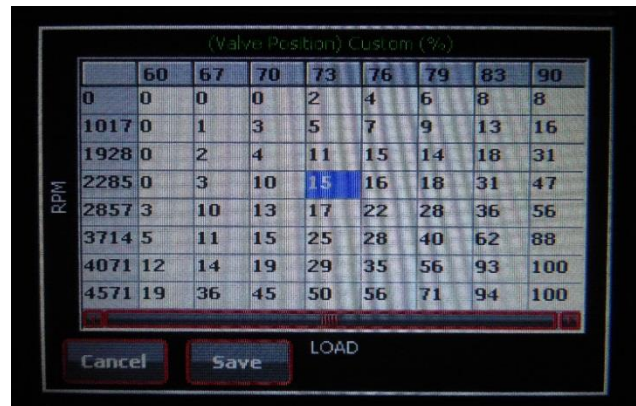 (Valve Position) Custom (%)
60 67 70 73 76 79 83 90
0 0 0 0 2 4 6 8 8
1017 0 1 3 5 7 9 13 16
1928 0 2 4 11 15 14 18 31
2285 0 3 10 15 16 18 31 47
2857 3 10 13 17 22 28 36 56
3714 5 11 15 25 28 40 62 88
4071 12 14 19 29 35 56 93 100
4571 19 36 45 50 56 71 94 100
RPM
LOAD
Cancel Save